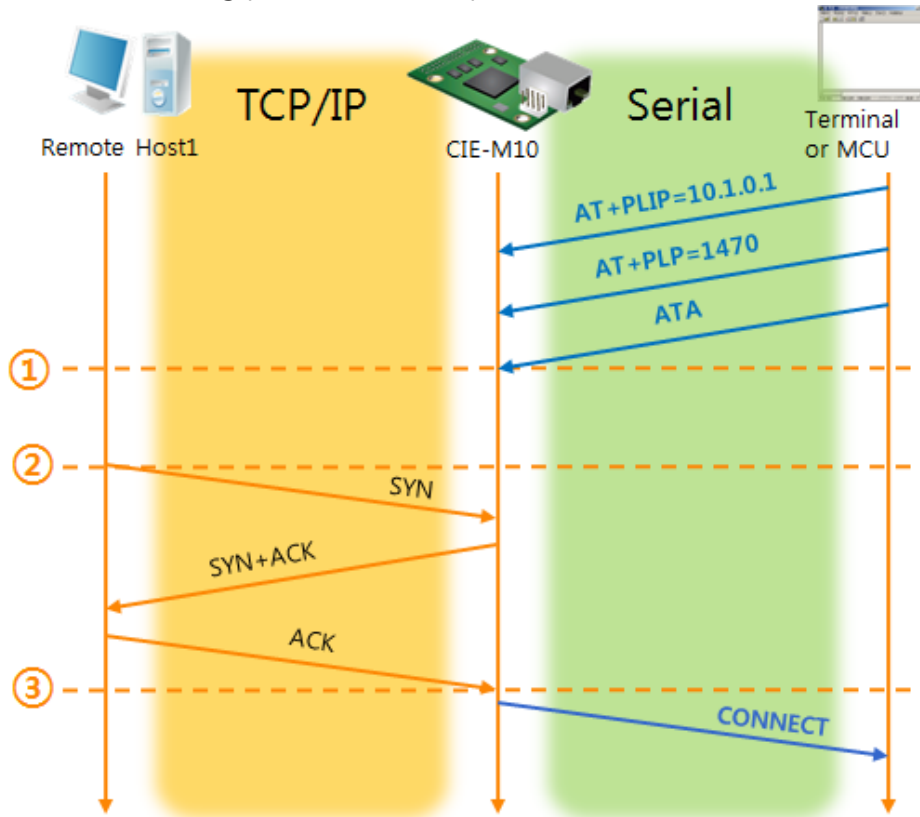 TCP/IP
Serial
Remote Host1
CIE-M10
Terminal
or MCU
AT+PLIP=10.1.0.1
AT+PLP=1470
ATA
①
②
SYN
SYN+ACK
ACK
③
CONNECT